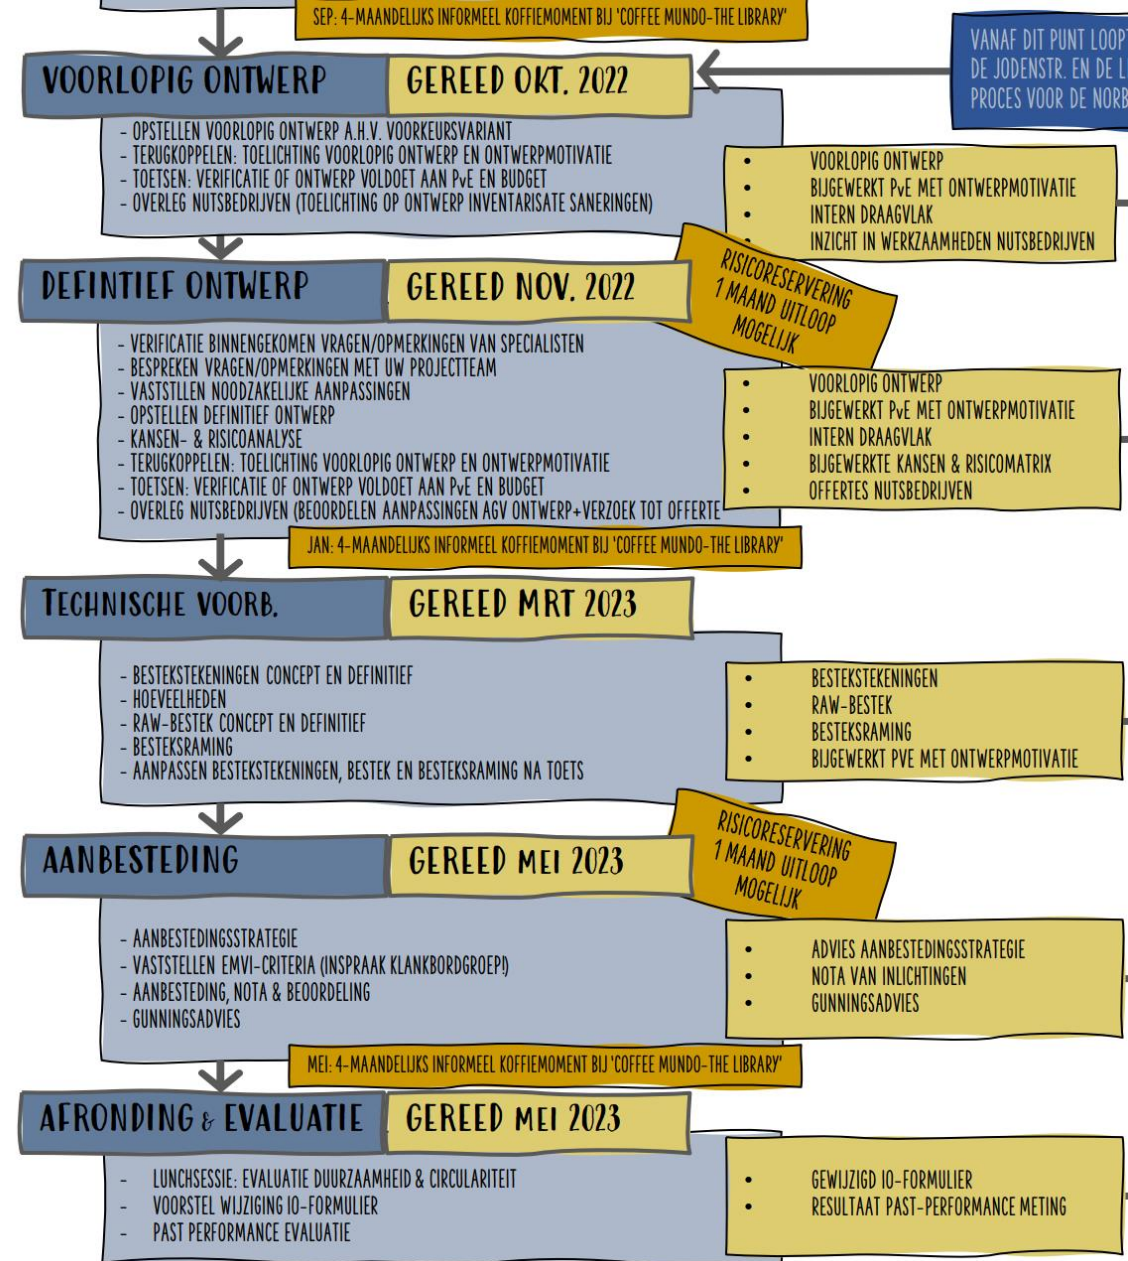 SEP: 4-MAANDELIJKS INFORMEEL KOFFIEMOMENT BIJ 'COFFEE MUNDO-THE LIBRARY'
VOORLOPIG ONTWERP
GEREED OKT. 2022
VANAF DIT PUNT LOOPT
DE JODENSTR. EN DE
PROCES VOOR DE
- OPSTELLEN VOORLOPIG ONTWERP A.H.V. VOORKEURSVARIANT
- TERUGKOPPELEN: TOELICHTING VOORLOPIG ONTWERP EN ONTWERPMOTIVATIE
- TOETSEN: VERIFICATIE OF ONTWERP VOLDOET AAN PvE EN BUDGET
- OVERLEG NUTSBEDRIJVEN (TOELICHTING OP ONTWERP INVENTARISATE SANERINGEN)
• VOORLOPIG ONTWERP
• BIJGEWERKT PvE MET ONTWERPMOTIVATIE
• INTERN DRAAGVLAK
• INZICHT IN WERKZAAMHEDEN NUTSBEDRIJVEN
DEFINTIEF ONTWERP
GEREED NOV. 2022
RISICORESERVERING
1 MAAND UITLOOP
MOGELIJK
- VERIFICATIE BINNENGEKOMEN VRAGEN/OPMERKINGEN VAN SPECIALISTEN
- BESPREKEN VRAGEN/OPMERKINGEN MET UW PROJECTTEAM
- VASTSTLLEN NOODZAKELIJKE AANPASSINGEN
- OPSTELLEN DEFINITIEF ONTWERP
- KANSEN- & RISICOANALYSE
- TERUGKOPPELEN: TOELICHTING VOORLOPIG ONTWERP EN ONTWERPMOTIVATIE
- TOETSEN: VERIFICATIE OF ONTWERP VOLDOET AAN PvE EN BUDGET
- OVERLEG NUTSBEDRIJVEN (BEOORDELEN AANPASSINGEN AGV ONTWERP+VERZOEK TOT OFFERTE
• VOORLOPIG ONTWERP
• BIJGEWERKT PvE MET ONTWERPMOTIVATIE
• INTERN DRAAGVLAK
• BIJGEWERKTE KANSEN & RISICOMATRIX
• OFFERTES NUTSBEDRIJVEN
JAN: 4-MAANDELIJKS INFORMEEL KOFFIEMOMENT BIJ 'COFFEE MUNDO-THE LIBRARY'
TECHNISCHE VOORB.
GEREED MRT 2023
- BESTEKSTEKENINGEN CONCEPT EN DEFINITIEF
- HOEVEELHEDEN
- RAW-BESTEK CONCEPT EN DEFINITIEF
- BESTEKSRAMING
- AANPASSEN BESTEKSTEKENINGEN, BESTEK EN BESTEKSRAMING NA TOETS
• BESTEKSTEKENINGEN
• RAW-BESTEK
• BESTEKSRAMING
• BIJGEWERKT PVE MET ONTWERPMOTIVATIE
AANBESTEDING
GEREED MEI 2023
RISICORESERVERING
1 MAAND UITLOOP
MOGELIJK
- AANBESTEDINGSSTRATEGIE
- VASTSTELLEN EMVI-CRITERIA (INSPRAAK KLANKBORDGROEP!)
- AANBESTEDING, NOTA & BEOORDELING
- GUNNINGSADVIES
• ADVIES AANBESTEDINGSSTRATEGIE
• NOTA VAN INLICHTINGEN
• GUNNINGSADVIES
MEI: 4-MAANDELIJKS INFORMEEL KOFFIEMOMENT BIJ 'COFFEE MUNDO-THE LIBRARY'
AFRONDING & EVALUATIE
GEREED MEI 2023
- LUNCHSESSIE: EVALUATIE DUURZAAMHEID & CIRCULARITEIT
- VOORSTEL WIJZIGING IO-FORMULIER
- PAST PERFORMANCE EVALUATIE
• GEWIJZIGD IO-FORMULIER
• RESULTAAT PAST-PERFORMANCE METING